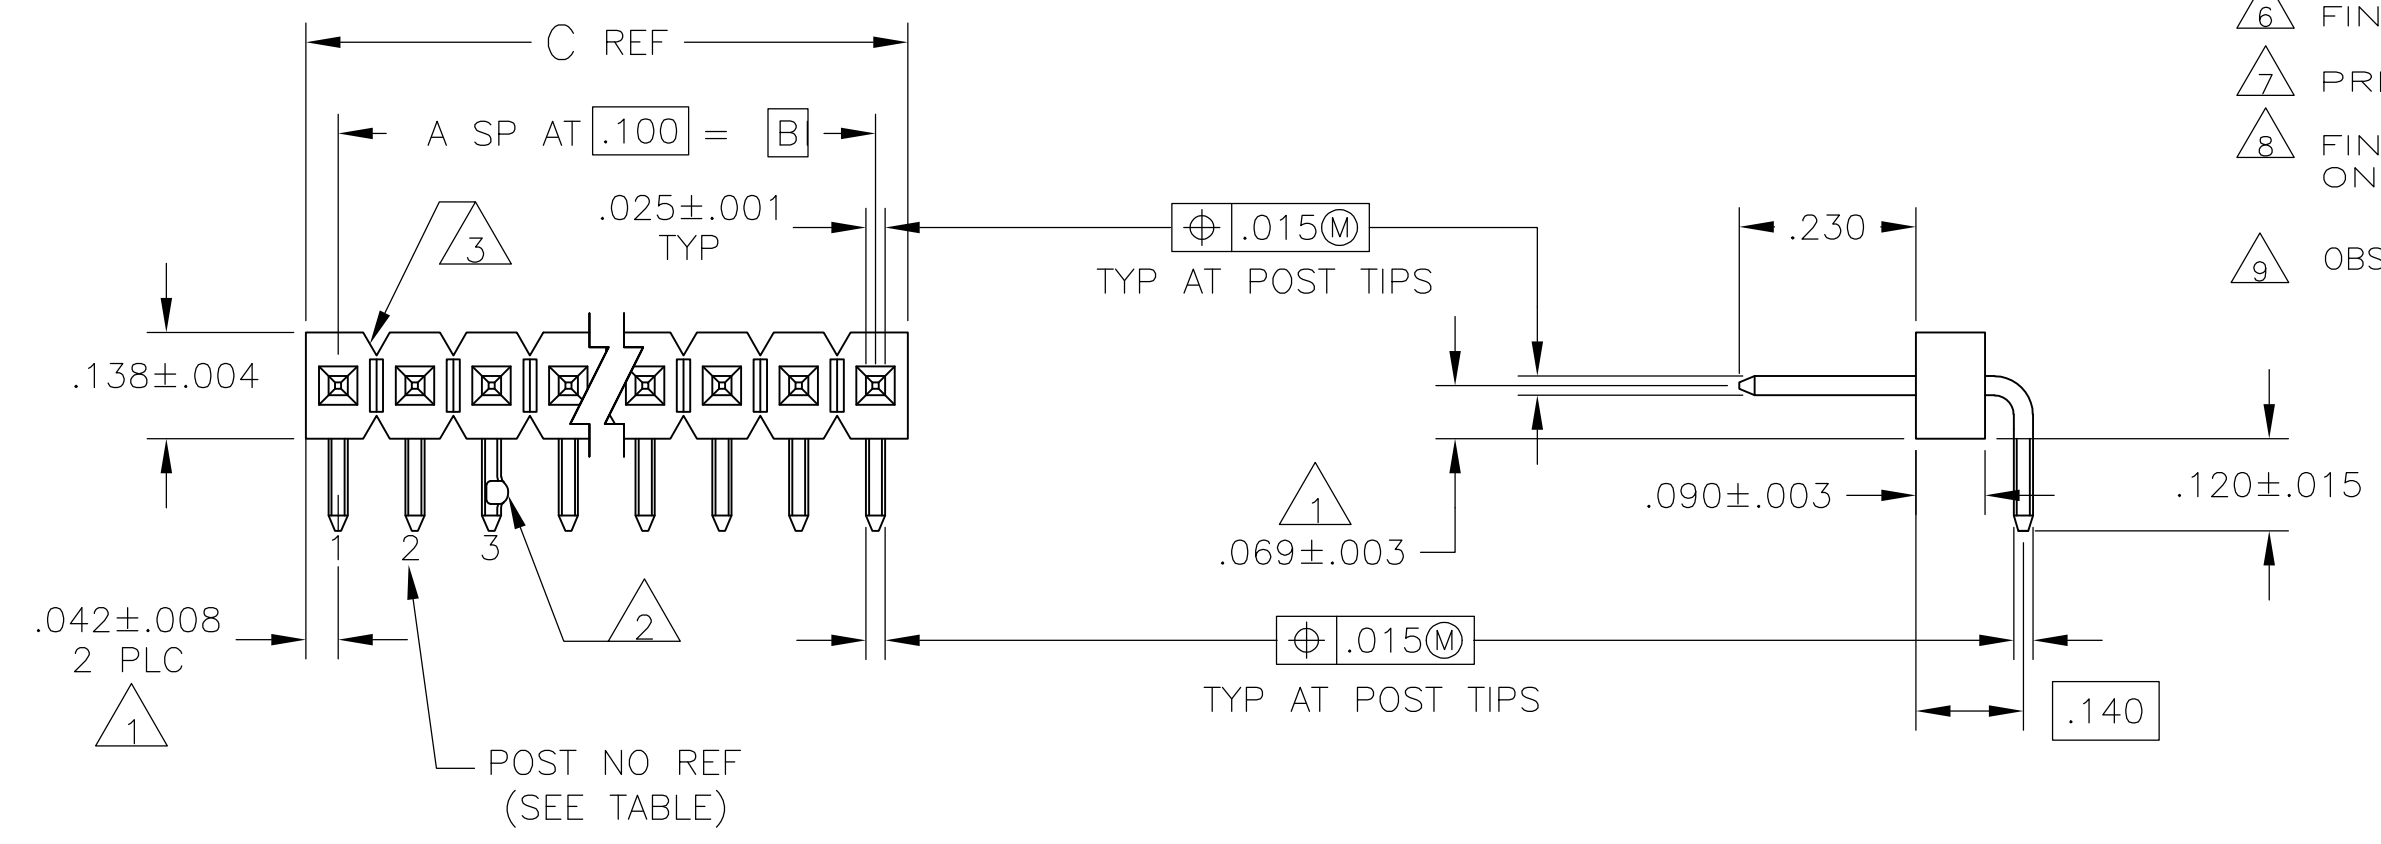 C REF
A SP AT .100 = B
.025±.001
TYP
3
.138±.004
.015Ⓜ
TYP AT POST TIPS
.230
1
.069±.003
.090±.003
.120±.015
1 2 3
.042±.008
2 PLC
1
2
.015Ⓜ
TYP AT POST TIPS
.140
POST NO REF
(SEE TABLE)
6 FIN
7 PRI
8 FIN
ON
9 OBS